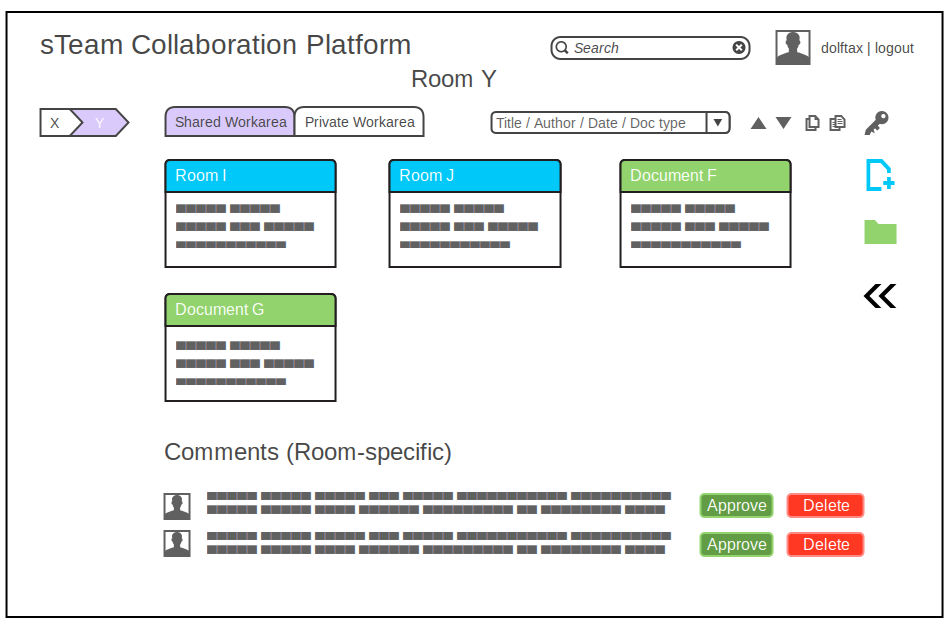 sTeam Collaboration Platform
Search
dolftax | logout
Room Y
X
Y
Shared Workarea
Private Workarea
Title / Author / Date / Doc type
Room I
Room J
Document F
Document G
Comments (Room-specific)
Approve
Delete
Approve
Delete